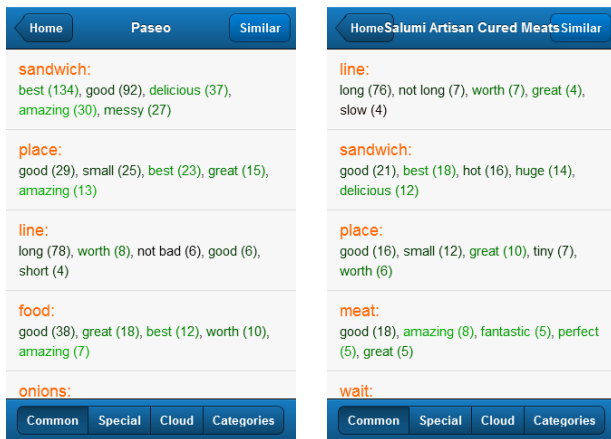 Home Paseo Similar
sandwich:
best (134), good (92), delicious (37),
amazing (30), messy (27)
place:
good (29), small (25), best (23), great (15),
amazing (13)
line:
long (78), worth (8), not bad (6), good (6),
short (4)
food:
good (38), great (18), best (12), worth (10),
amazing (7)
onions:
Common Special Cloud Categories
Home Salumi Artisan Cured Meats Similar
line:
long (76), not long (7), worth (7), great (4),
slow (4)
sandwich:
good (21), best (18), hot (16), huge (14),
delicious (12)
place:
good (16), small (12), great (10), tiny (7),
worth (6)
meat:
good (18), amazing (8), fantastic (5), perfect
(5), great (5)
wait:
Common Special Cloud Categories